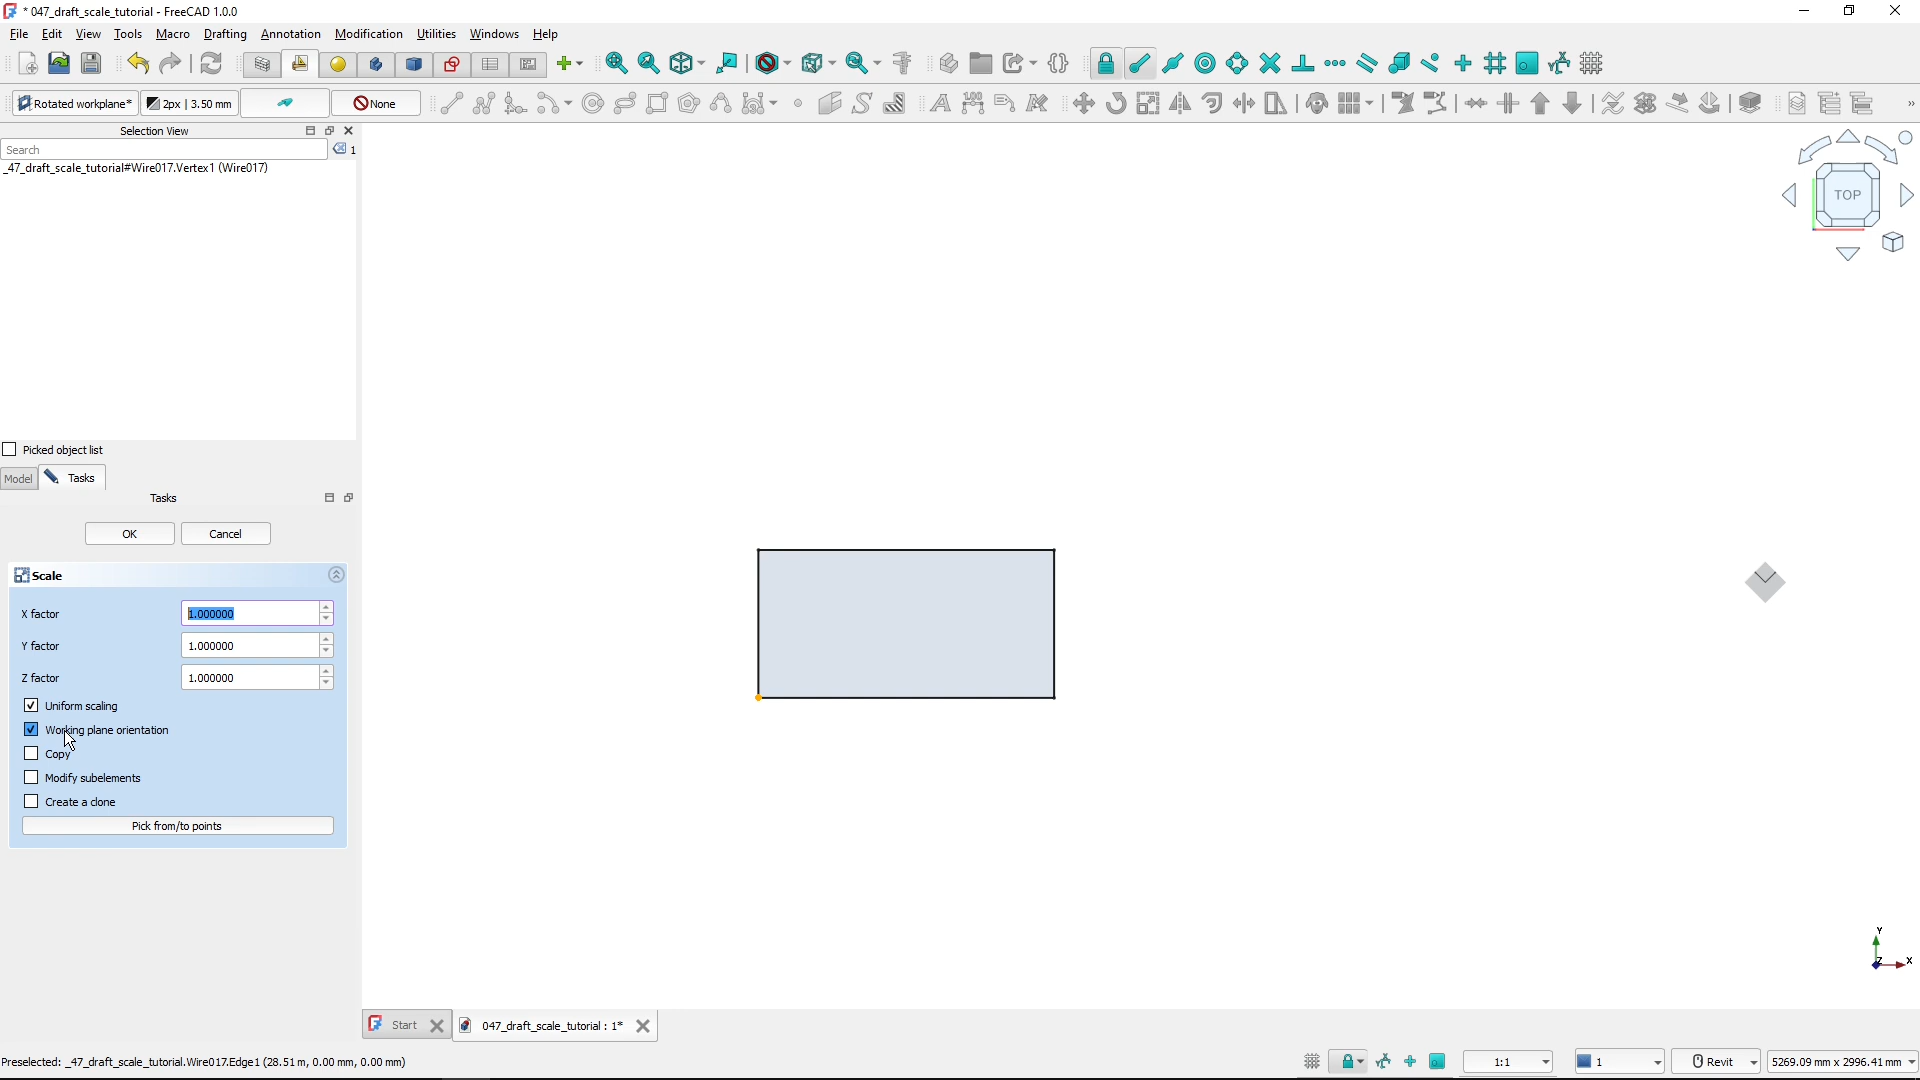 * 047_draft_scale_tutorial - FreeCAD 1.0.0
File Edit View Tools Macro Drafting Annotation Modification Utilities Windows Help
Rotated workplane* 2px | 3.50 mm None
Selection View
Search 1
_47_draft_scale_tutorial#Wire017.Vertex1 (Wire017)
TOP
Picked object list
Model Tasks
Tasks
OK Cancel
Scale
X factor 1.000000
Y factor 1.000000
Z factor 1.000000
Uniform scaling
Working plane orientation
Copy
Modify subelements
Create a clone
Pick from/to points
Y
Z X
Start 047_draft_scale_tutorial : 1*
Preselected: _47_draft_scale_tutorial.Wire017.Edge1 (28.51 m, 0.00 mm, 0.00 mm) 1:1 1 Revit 5269.09 mm x 2996.41 mm